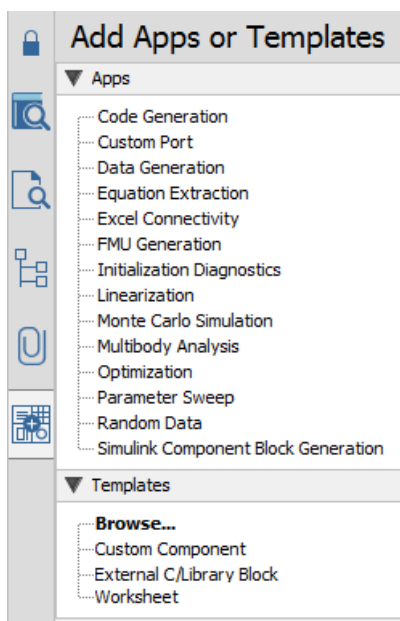 Add Apps or Templates
Apps
Code Generation
Custom Port
Data Generation
Equation Extraction
Excel Connectivity
FMU Generation
Initialization Diagnostics
Linearization
Monte Carlo Simulation
Multibody Analysis
Optimization
Parameter Sweep
Random Data
Simulink Component Block Generation
Templates
Browse...
Custom Component
External C/Library Block
Worksheet